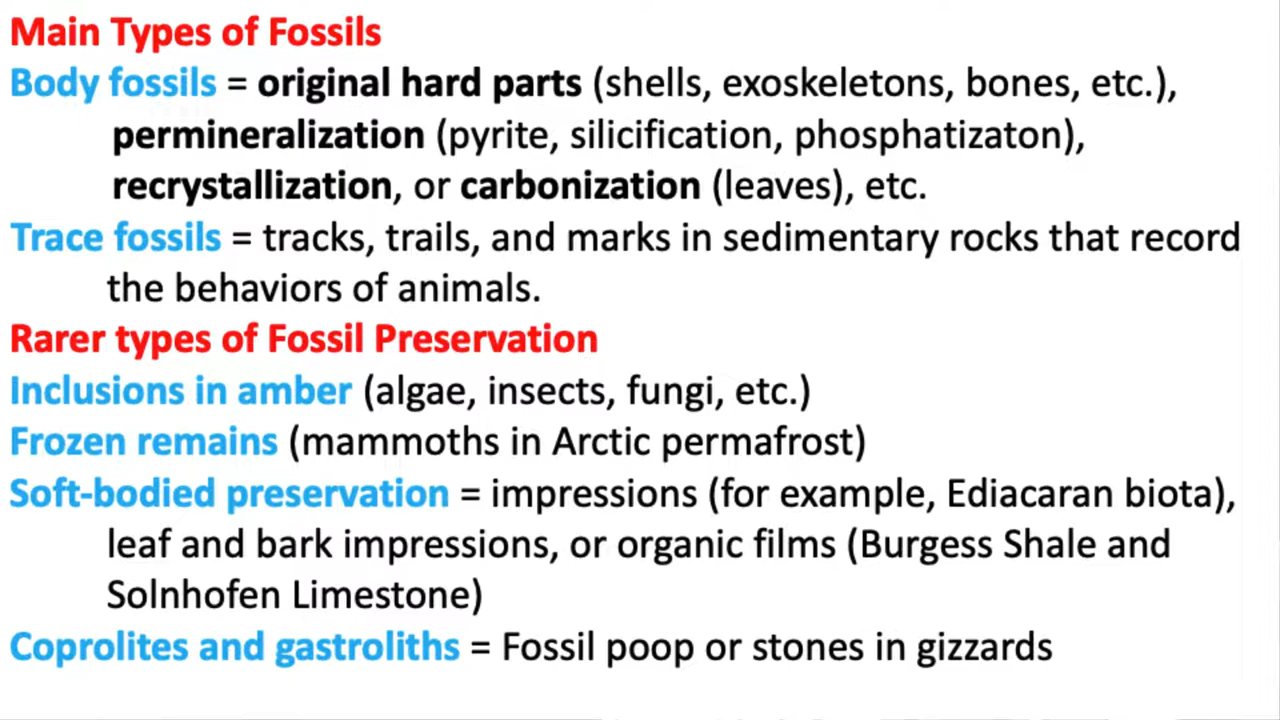 Main Types of Fossils
Body fossils = original hard parts (shells, exoskeletons, bones, etc.),
permineralization (pyrite, silicification, phosphatizaton),
recrystallization, or carbonization (leaves), etc.
Trace fossils = tracks, trails, and marks in sedimentary rocks that record
the behaviors of animals.
Rarer types of Fossil Preservation
Inclusions in amber (algae, insects, fungi, etc.)
Frozen remains (mammoths in Arctic permafrost)
Soft-bodied preservation = impressions (for example, Ediacaran biota),
leaf and bark impressions, or organic films (Burgess Shale and
Solnhofen Limestone)
Coprolites and gastroliths = Fossil poop or stones in gizzards